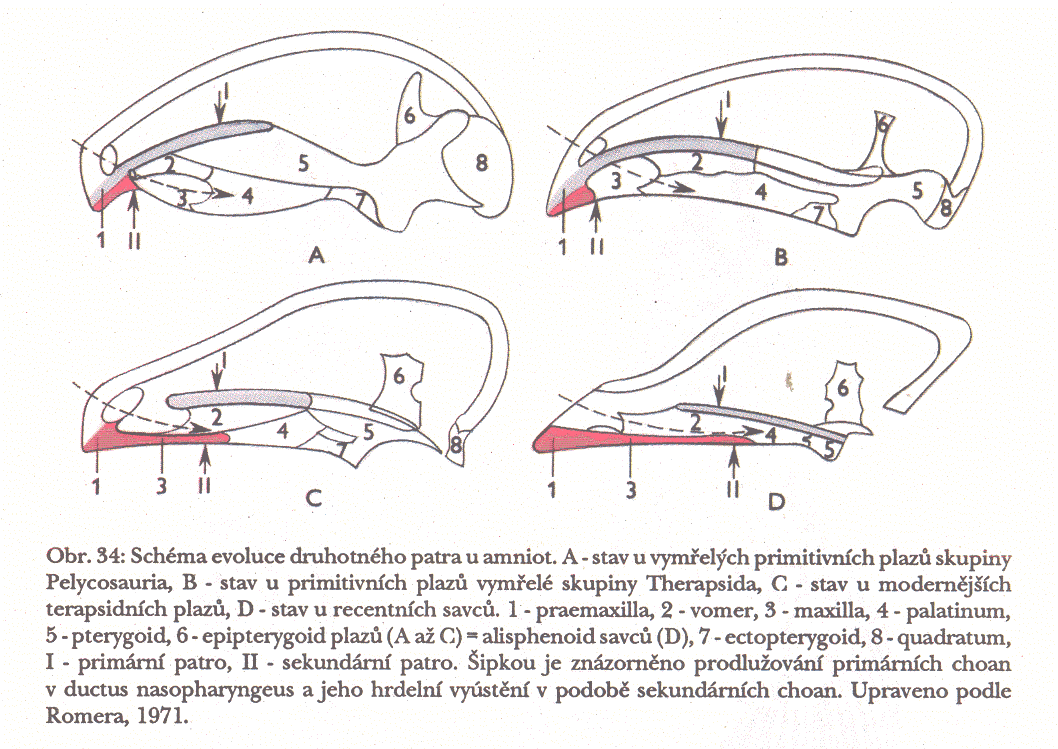 I
6
5
8
2
3
4
7
1
II
A
I
6
2
3
4
5
7
8
1
II
B
I
6
2
4
5
7
8
1
3
II
C
I
6
2
4
5
5
1
3
II
D
Obr. 34: Schéma evoluce druhotného patra u amniot. A - stav u vymřelých primitivních plazů skupiny
Pelycosauria, B - stav u primitivních plazů vymřelé skupiny Therapsida, C - stav u modernějších
terapsidních plazů, D - stav u recentních savců. 1 - praemaxilla, 2 - vomer, 3 - maxilla, 4 - palatinum,
5 - pterygoid, 6 - epipterygoid plazů (A až C) = alisphenoid savců (D), 7 - ectopterygoid, 8 - quadratum,
I - primární patro, II - sekundární patro. Šipkou je znázorněno prodlužování primárních choan
v ductus nasopharyngeus a jeho hrdelní vyústění v podobě sekundárních choan. Upraveno podle
Romera, 1971.